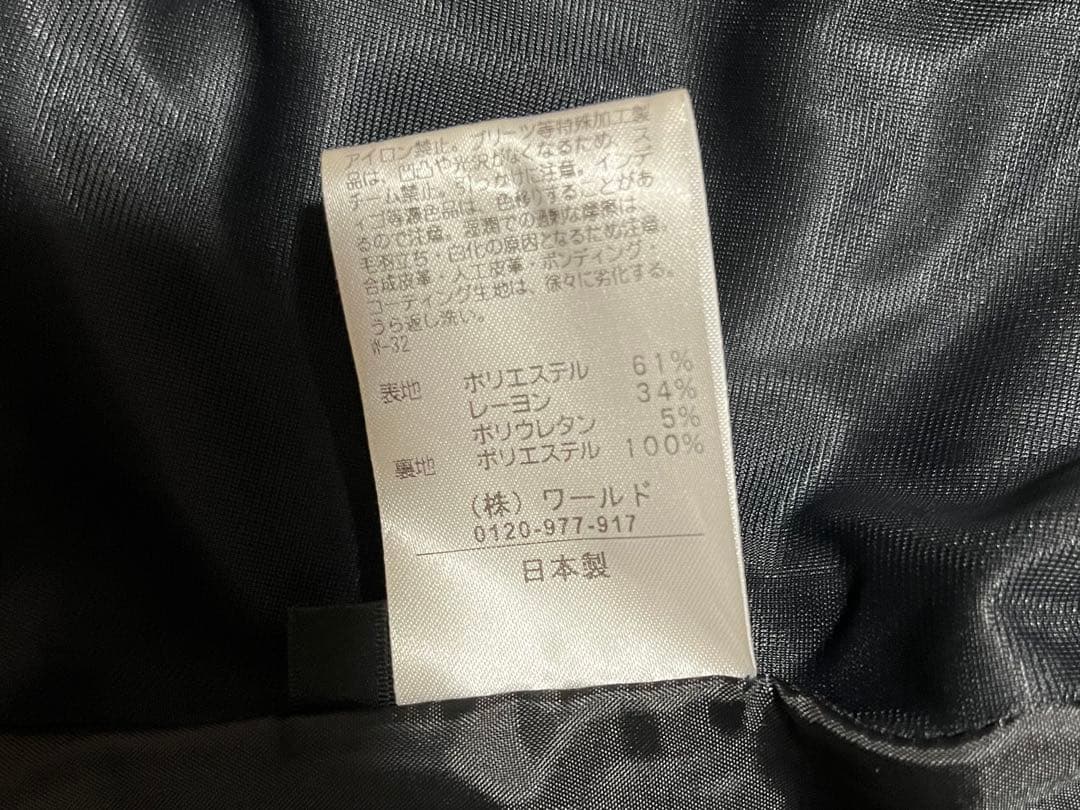 アイロン禁止。プリーツ等特殊加工製
品は、凹凸や光沢がなくなるため、ス
チーム禁止。引っかけに注意。インデ
ィゴ等濃色品は、色移りすることがあ
るので注意。湿潤での過剰な摩擦は
毛羽立ち・白化の原因となるため注意。
合成皮革・人工皮革・ボンディング・
コーティング生地は、徐々に劣化する。
うら返し洗い。
W-32
表地 ポリエステル 61%
レーヨン 34%
ポリウレタン 5%
裏地 ポリエステル 100%
(株) ワールド
0120-977-917
日本製